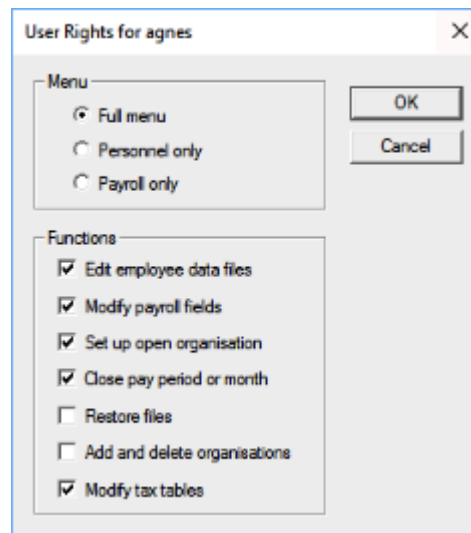 User Rights for agnes
Menu
Full menu
Personnel only
Payroll only
OK
Cancel
Functions
Edit employee data files
Modify payroll fields
Set up open organisation
Close pay period or month
Restore files
Add and delete organisations
Modify tax tables